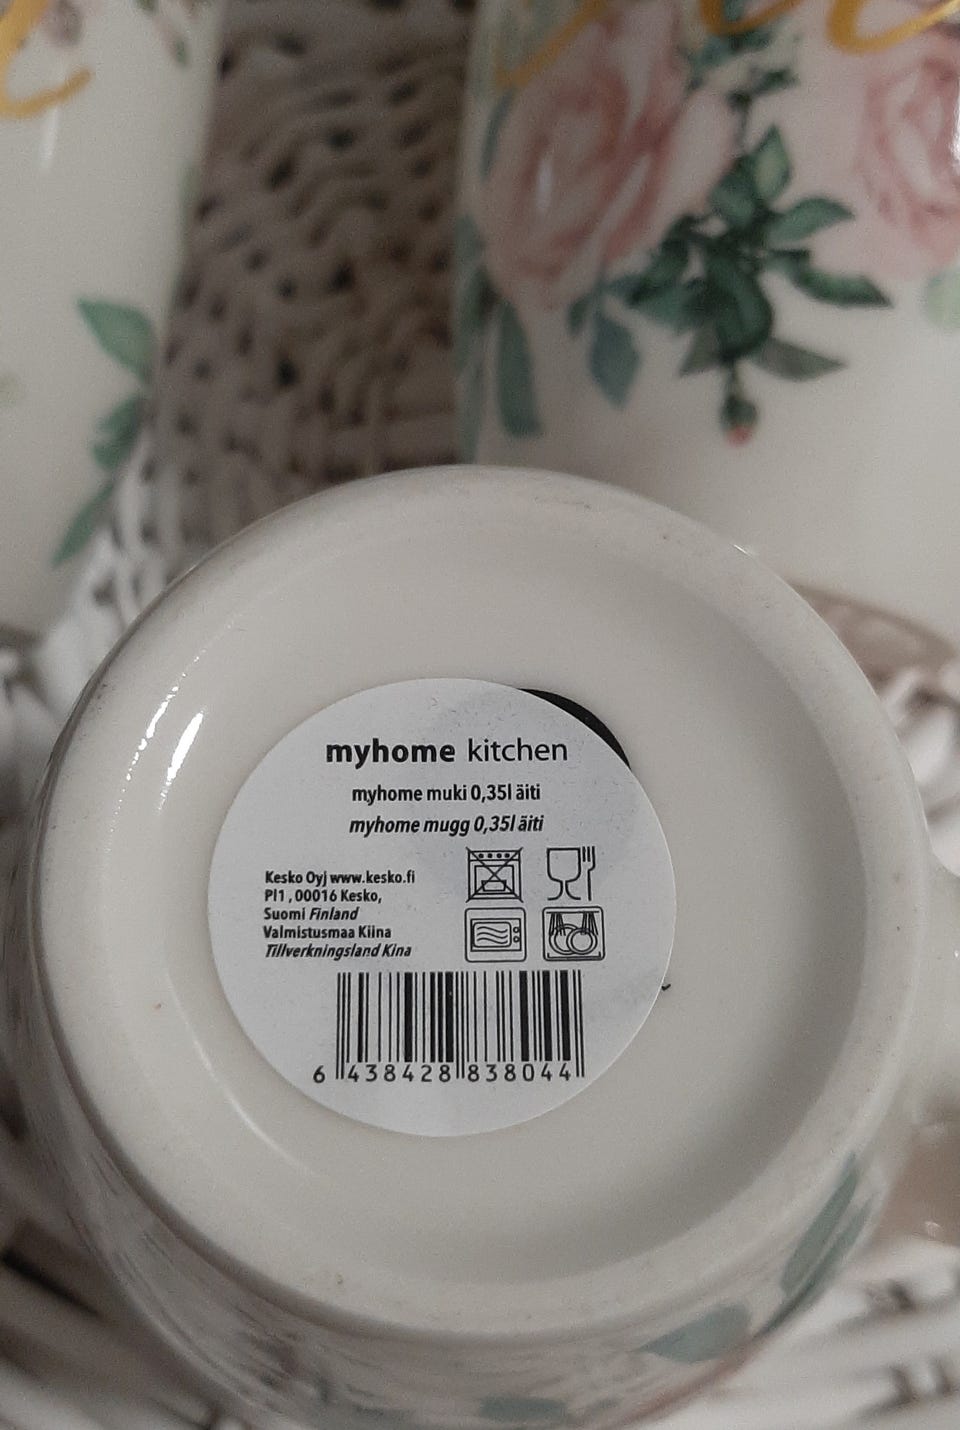 myhome kitchen
myhome muki 0,35l äiti
myhome mugg 0,35l äiti
Kesko Oyj www.kesko.fi
Pl1, 00016 Kesko,
Suomi Finland
Valmistusmaa Kiina
Tillverkningsland Kina
6 438428 838044